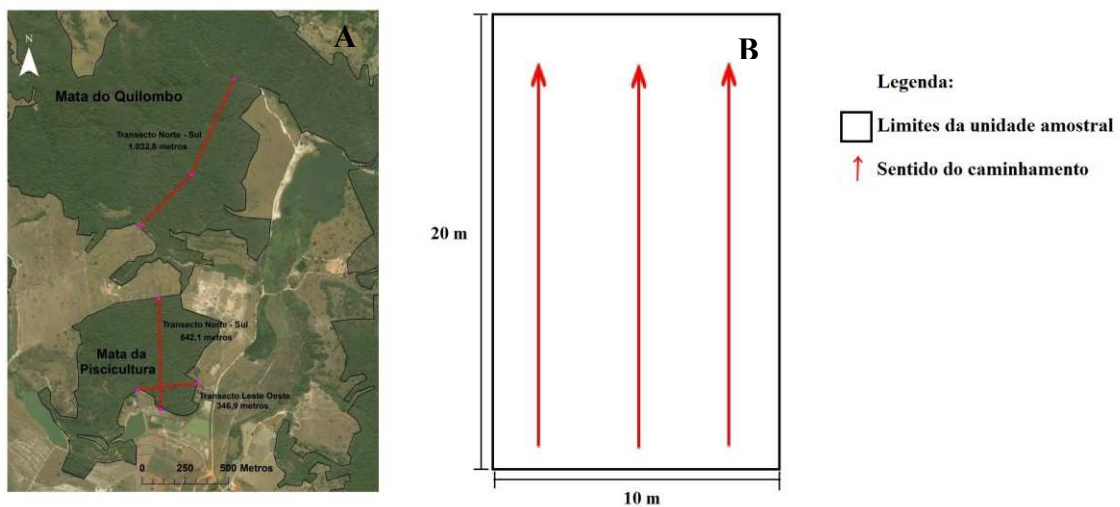 N
A
Mata do Quilombo
Transecto Norte - Sul
1.032,8 metros
Transecto Norte - Sul
642,1 metros
Mata da
Piscicultura
Transecto Leste Oeste
346,9 metros
0 250 500 Metros
B
20 m
10 m
Legenda:
Limites da unidade amostral
Sentido do caminhamento